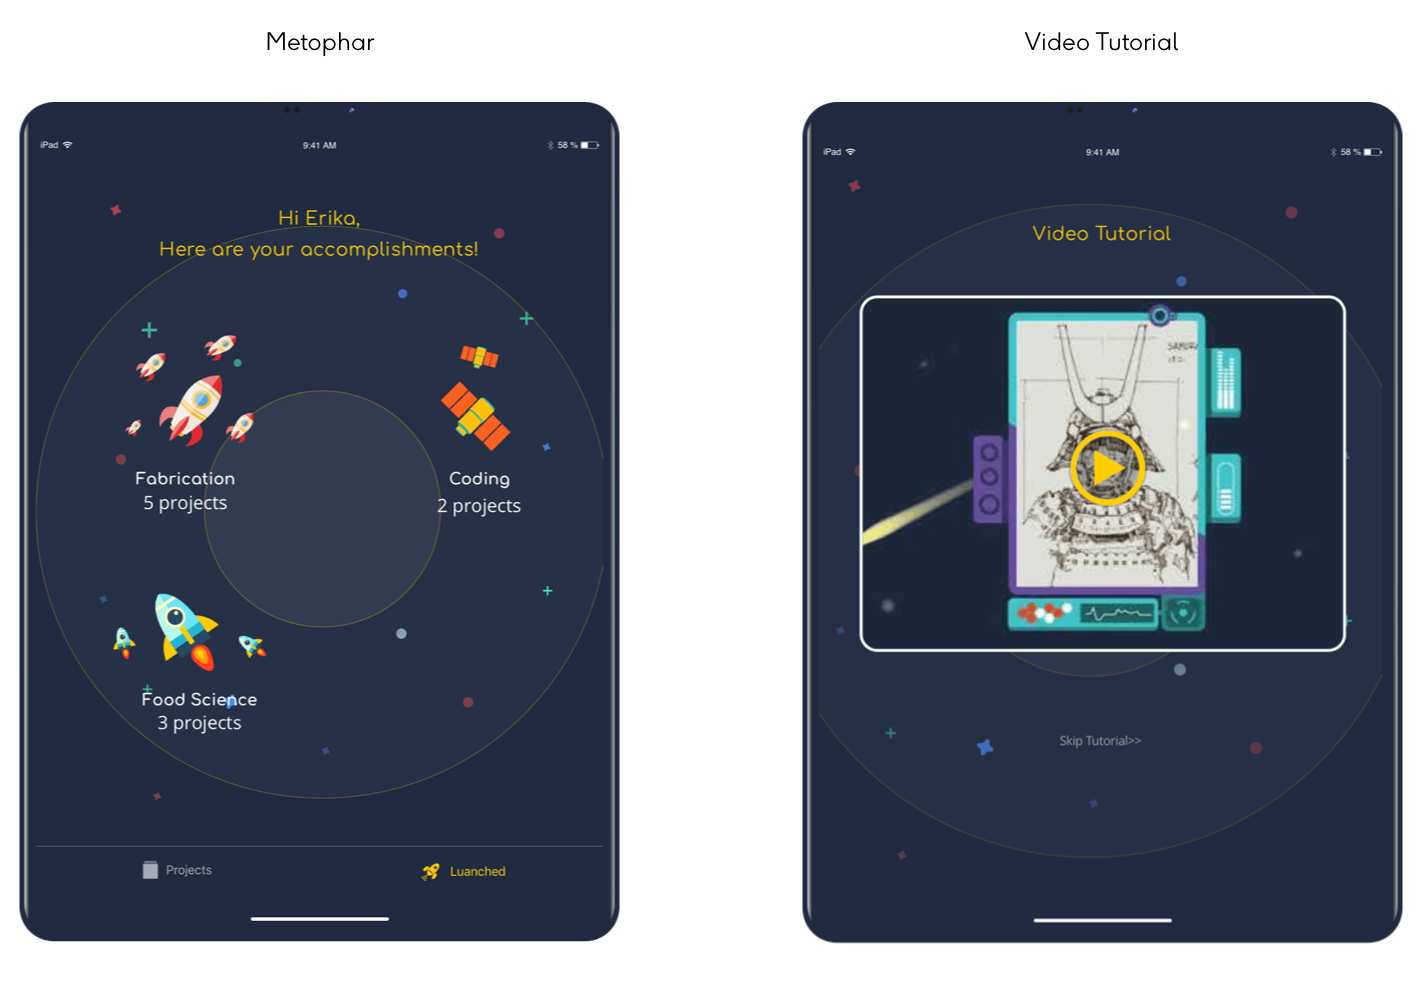 Metophar
Video Tutorial
iPad
9:41 AM
58 %
Hi Erika,
Here are your accomplishments!
Fabrication
5 projects
Coding
2 projects
Food Science
3 projects
Projects
Luanched
iPad
9:41 AM
58 %
Video Tutorial
Skip Tutorial>>